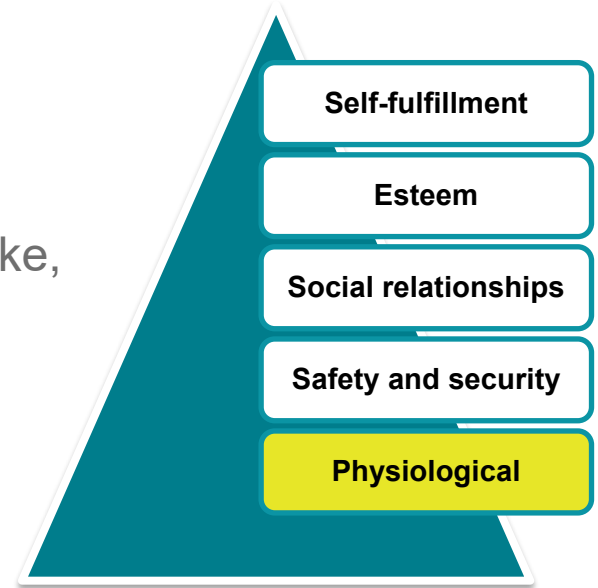 Self-fulfillment
Esteem
ke,
Social relationships
Safety and security
Physiological